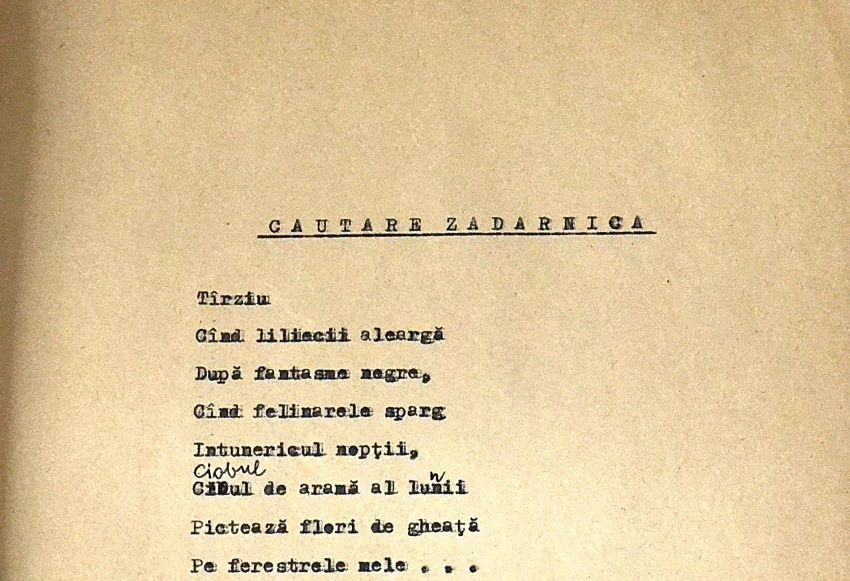 CAUTARE ZADARNICA
Tîrziu
Cînd liliecii aleargă
După fantasme negre,
Cînd felinarele sparg
Intunericul nopţii,
Ciobul
de aramă al lunii
Pictează flori de gheaţă
Pe ferestrele mele . . .